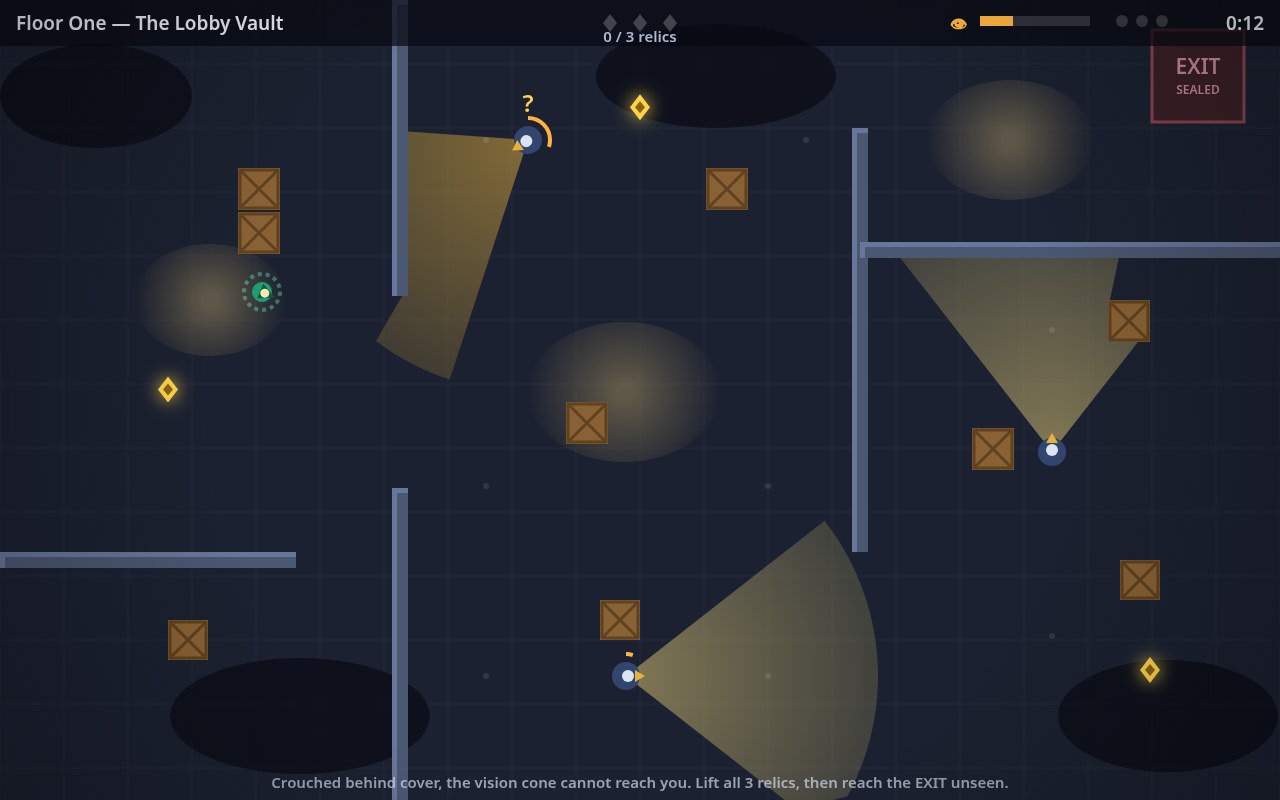 Floor One — The Lobby Vault
0 / 3 relics
0:12
EXIT
SEALED
?
Crouched behind cover, the vision cone cannot reach you. Lift all 3 relics, then reach the EXIT unseen.